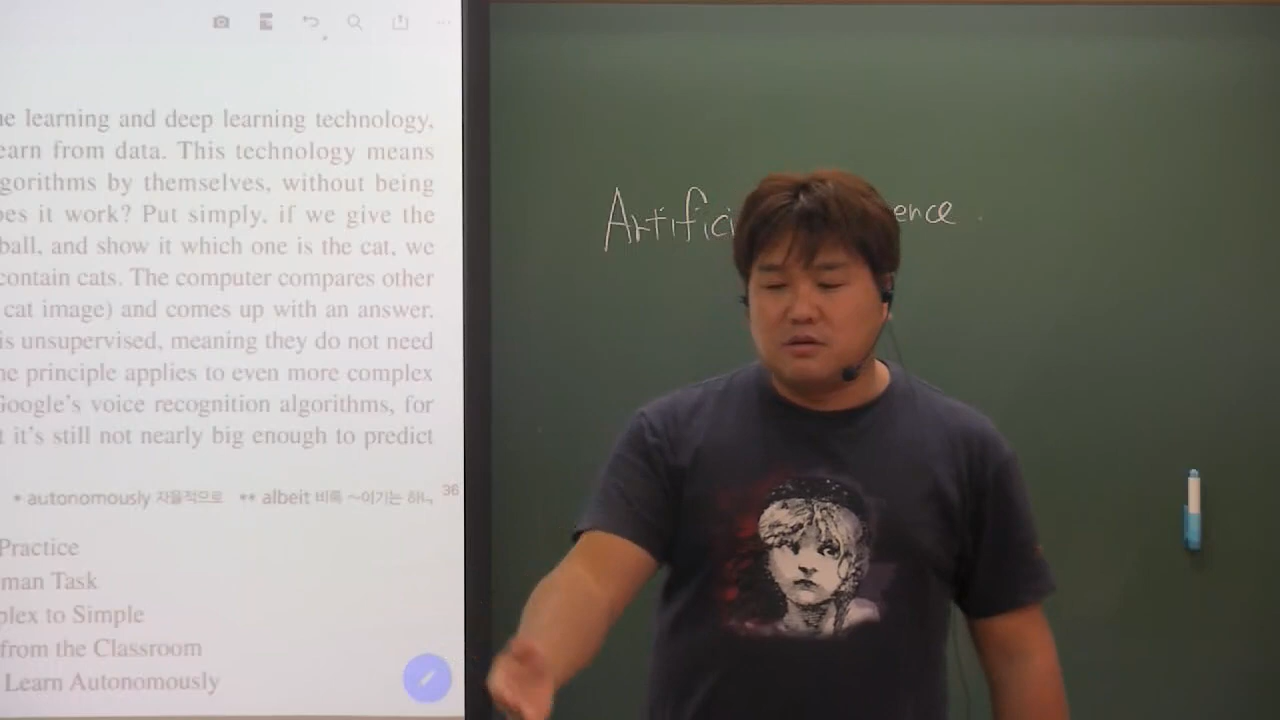 learning and deep learning technology,
earn from data. This technology means
gorithms by themselves, without being
es it work? Put simply, if we give the
ball, and show it which one is the cat, we
contain cats. The computer compares other
cat image) and comes up with an answer.
is unsupervised, meaning they do not need
principle applies to even more complex
Google's voice recognition algorithms, for
it's still not nearly big enough to predict
* autonomously 자율적으로 ** albeit 비록 ~이기는 하나
36
Practice
man Task
plex to Simple
from the Classroom
Learn Autonomously
Artifici ence